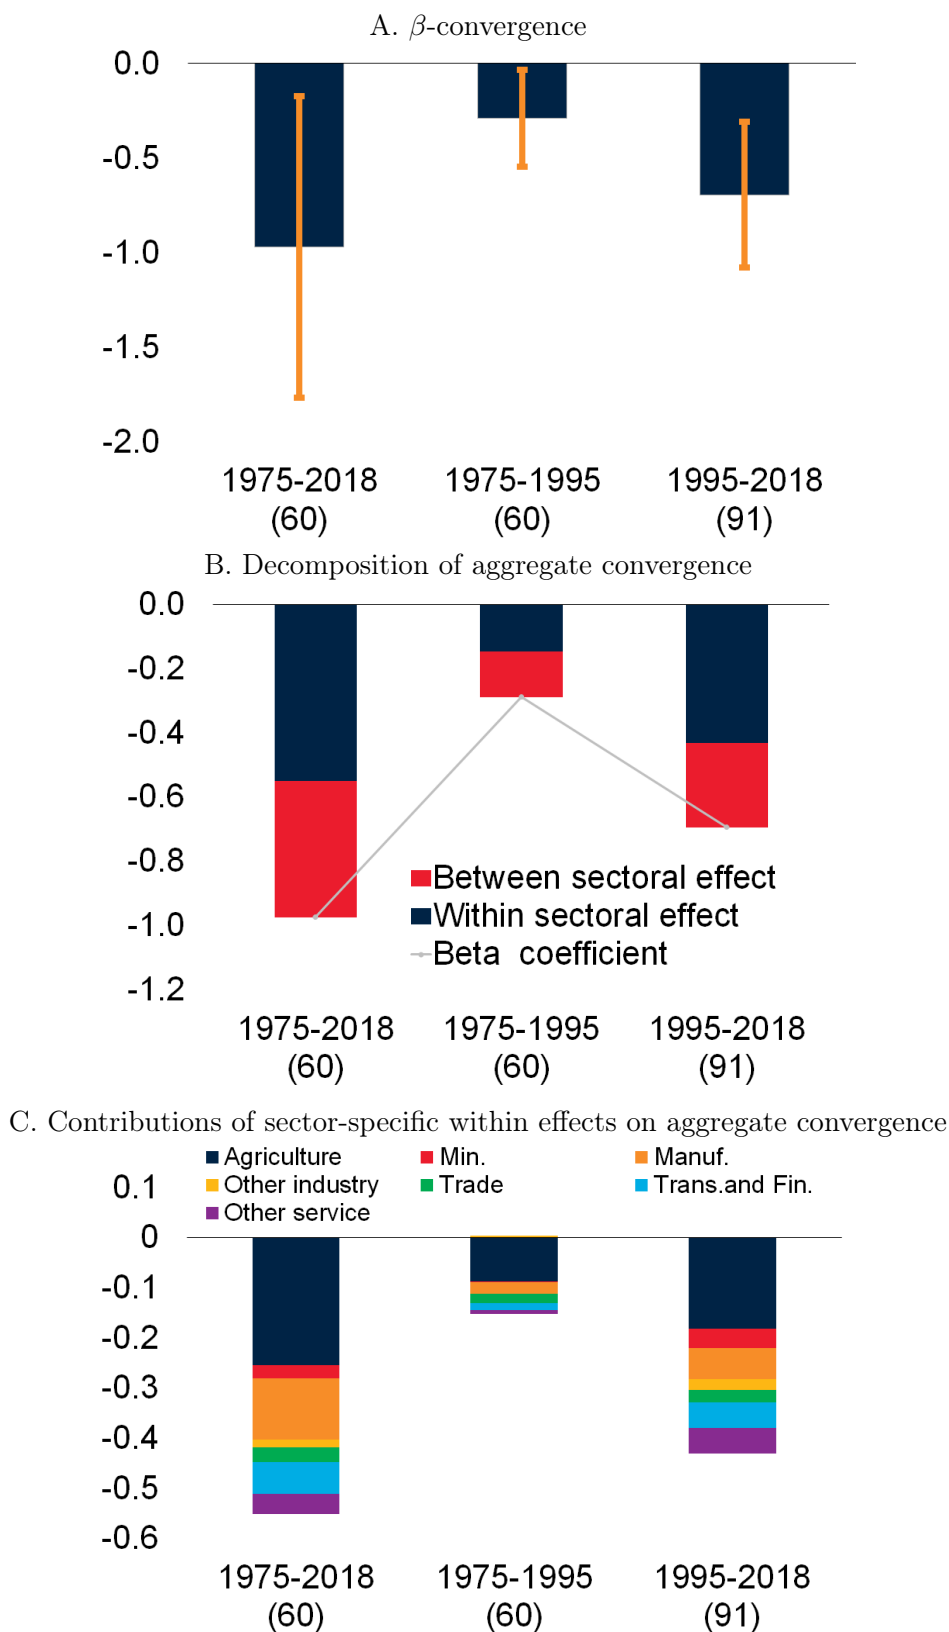 A. β-convergence
0.0
-0.5
-1.0
-1.5
-2.0
1975-2018 1975-1995 1995-2018
(60) (60) (91)
B. Decomposition of aggregate convergence
0.0
-0.2
-0.4
-0.6
-0.8
-1.0
-1.2
Between sectoral effect
Within sectoral effect
Beta coefficient
1975-2018 1975-1995 1995-2018
(60) (60) (91)
C. Contributions of sector-specific within effects on aggregate convergence
Agriculture Min. Manuf.
Other industry Trade Trans.and Fin.
Other service
0.1
0
-0.1
-0.2
-0.3
-0.4
-0.5
-0.6
1975-2018 1975-1995 1995-2018
(60) (60) (91)